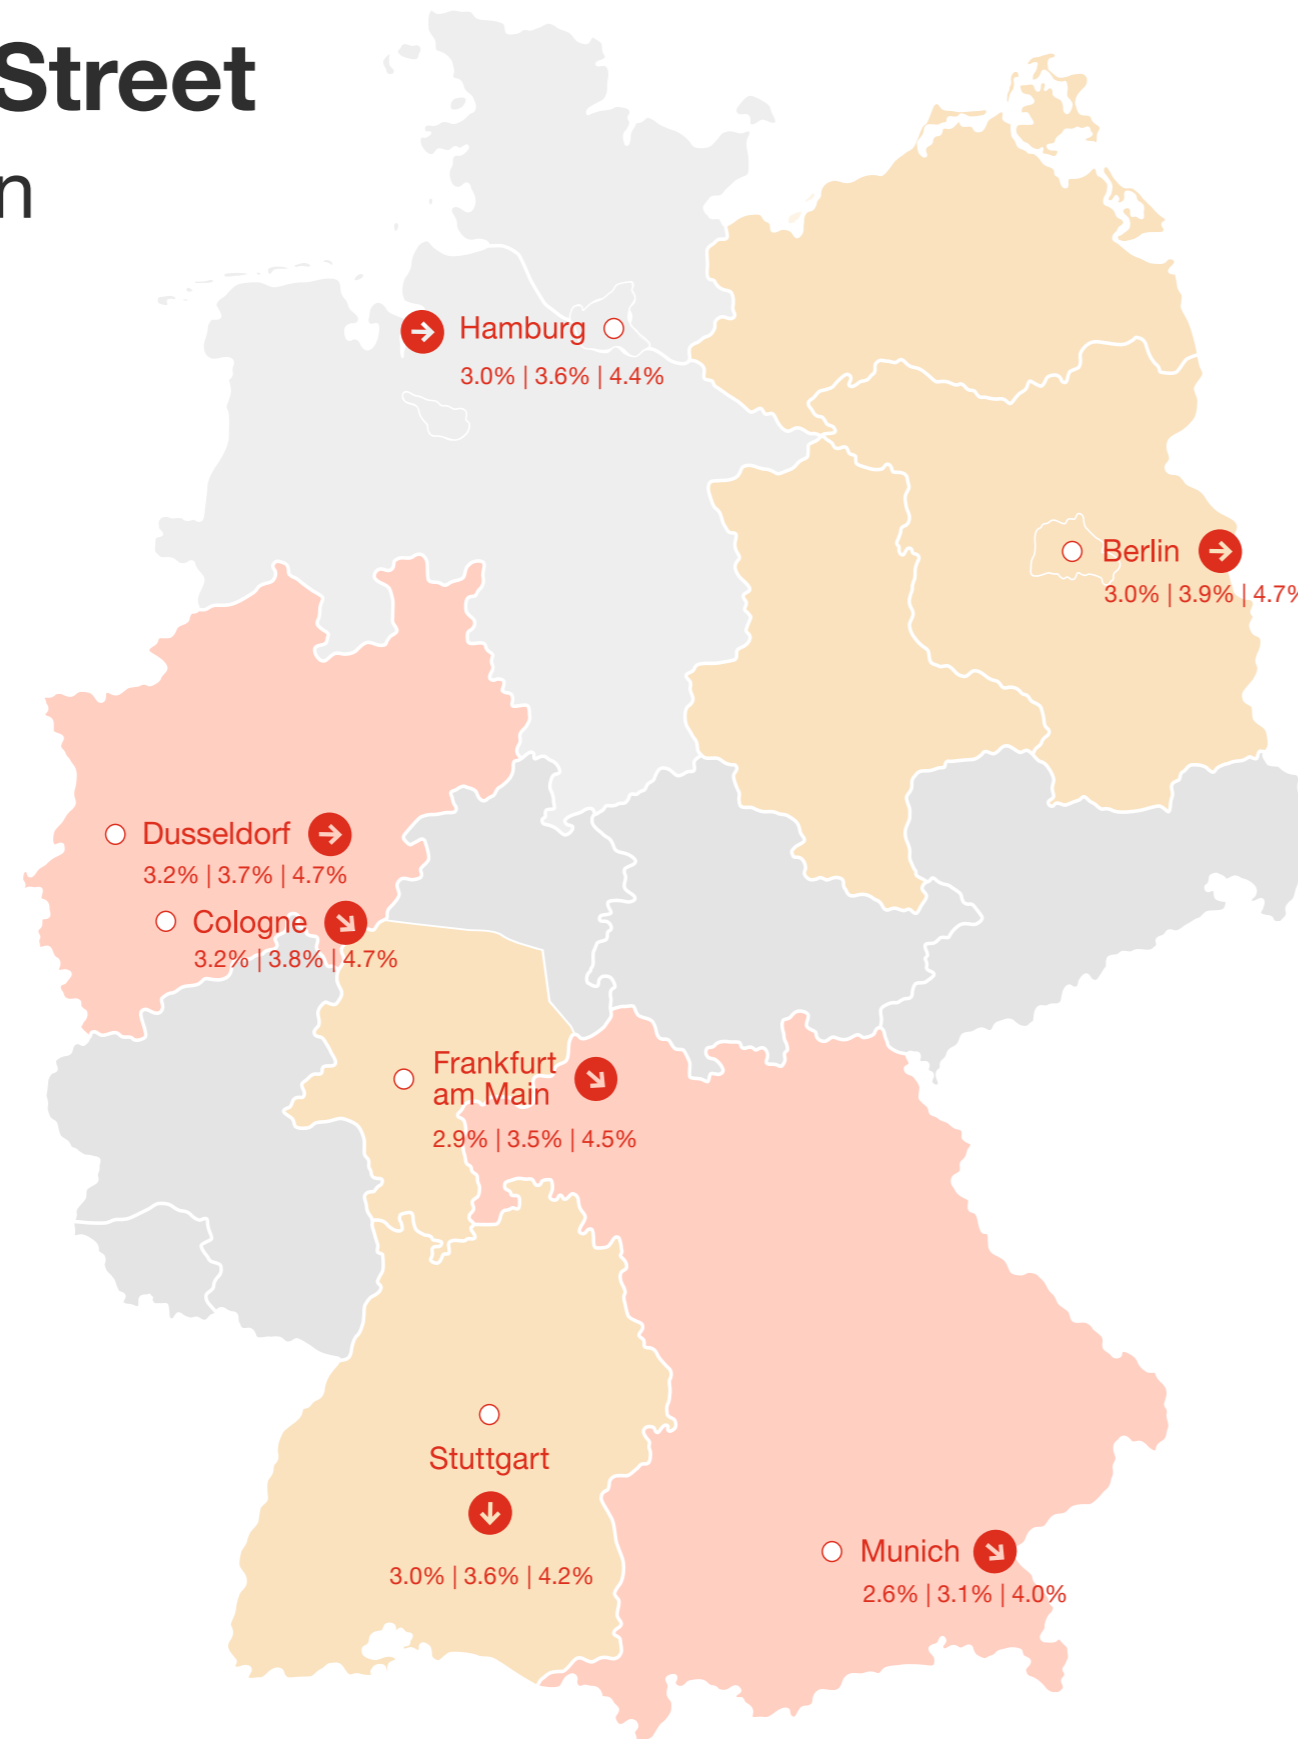 Street
n
Hamburg
3.0% | 3.6% | 4.4%
Berlin
3.0% | 3.9% | 4.7%
Dusseldorf
3.2% | 3.7% | 4.7%
Cologne
3.2% | 3.8% | 4.7%
Frankfurt
am Main
2.9% | 3.5% | 4.5%
Stuttgart
3.0% | 3.6% | 4.2%
Munich
2.6% | 3.1% | 4.0%